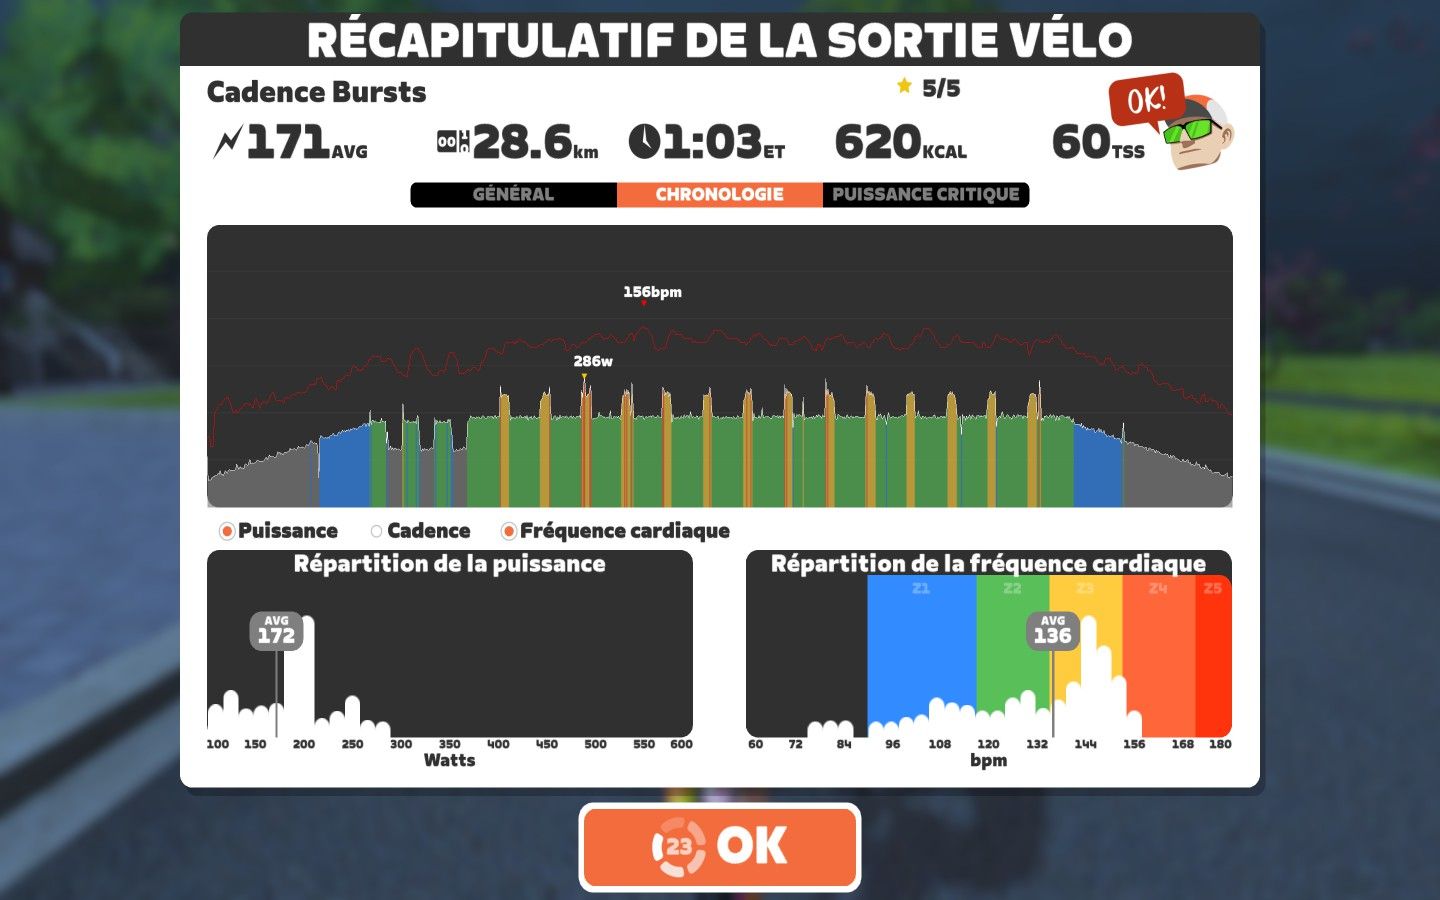 RÉCAPITULATIF DE LA SORTIE VÉLO
Cadence Bursts
5/5
OK!
171AVG
28.6km
1:03ET
620KCAL
60TSS
GÉNÉRAL
CHRONOLOGIE
PUISSANCE CRITIQUE
156bpm
286w
Puissance
Cadence
Fréquence cardiaque
Répartition de la puissance
AVG
172
100 150 200 250 300 350 400 450 500 550 600
Watts
Répartition de la fréquence cardiaque
Z1 Z2 Z3 Z4 Z5
AVG
136
60 72 84 96 108 120 132 144 156 168 180
bpm
23 OK